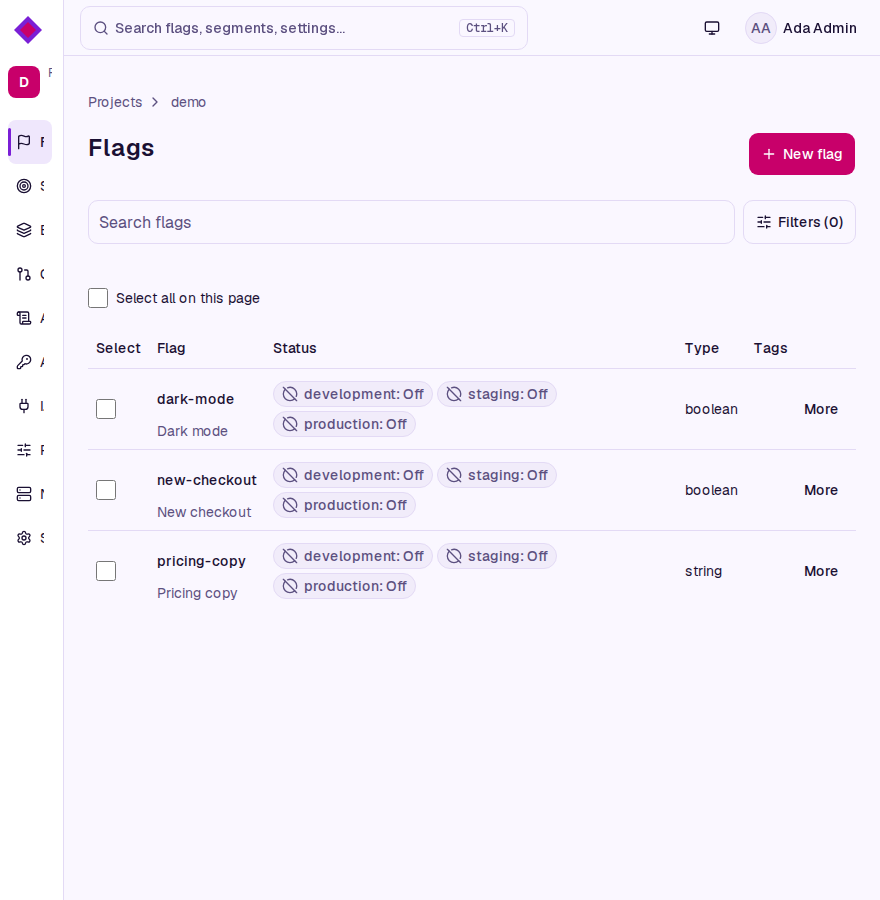 Search flags, segments, settings...
Ctrl+K
AA
Ada Admin
D
Projects
demo
Flags
New flag
Search flags
Filters (0)
Select all on this page
Select Flag Status Type Tags
dark-mode
Dark mode
development: Off
staging: Off
production: Off
boolean
More
new-checkout
New checkout
development: Off
staging: Off
production: Off
boolean
More
pricing-copy
Pricing copy
development: Off
staging: Off
production: Off
string
More